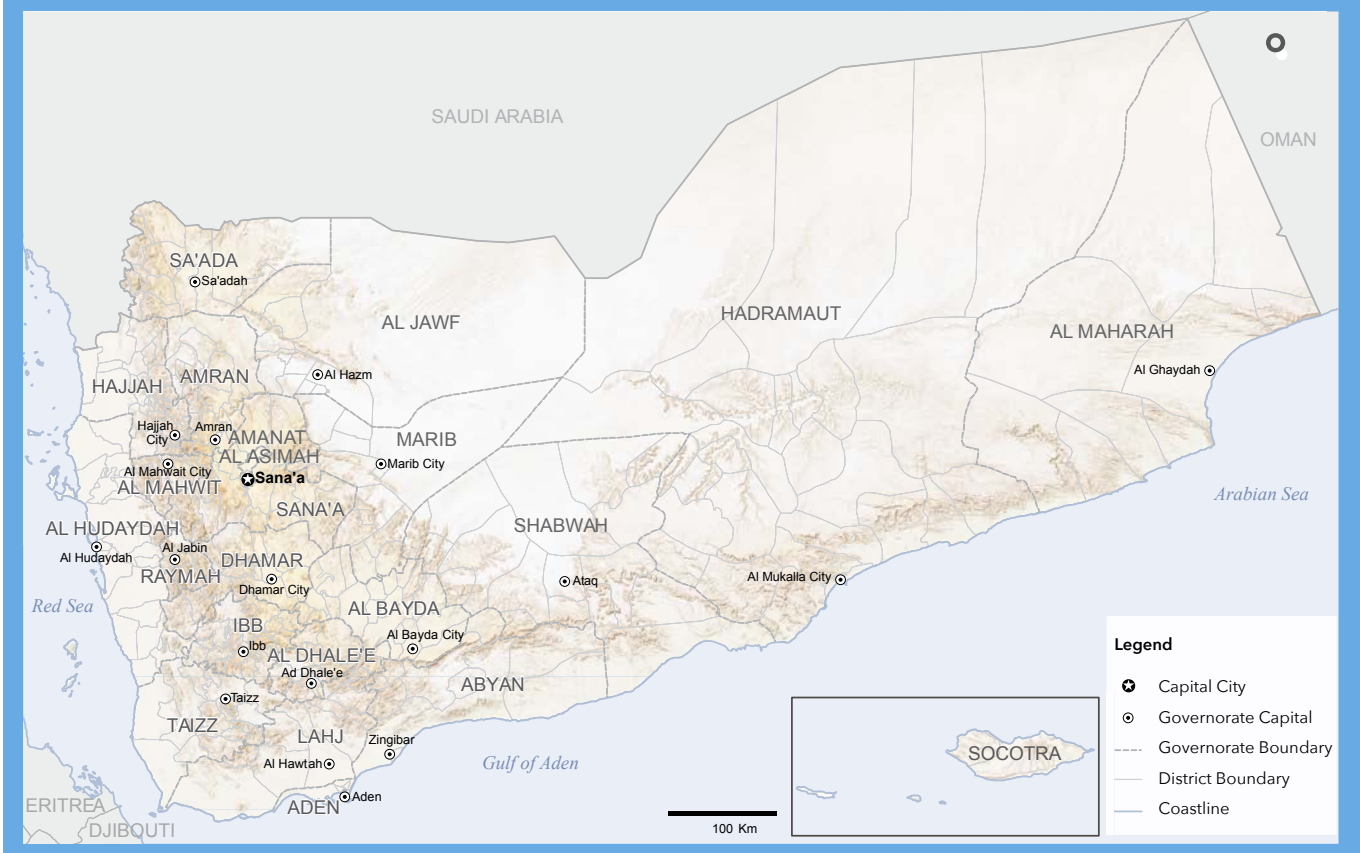 SAUDI ARABIA
OMAN
SA'ADA
Sa'adah
AL JAWF
HADRAMAUT
AL MAHARAH
Al Ghaydah
HAJJAH
AMRAN
Al Hazm
Hajjah
City
Amran
AMANAT
AL ASIMAH
MARIB
Marib City
Al Mahwait City
AL MAHWIT
Sana'a
SANA'A
Arabian Sea
AL HUDAYDAH
Al Hudaydah
Al Jabin
RAYMAH
DHAMAR
Dhamar City
SHABWAH
Ataq
Al Mukalla City
Red Sea
IBB
Ibb
AL BAYDA
Al Bayda City
AL DHALE'E
Ad Dhale'e
ABYAN
Taizz
TAIZZ
LAHJ
Zingibar
Al Hawtah
Gulf of Aden
SOCOTRA
ADEN
Aden
ERITREA
DJIBOUTI
100 Km
Legend
Capital City
Governorate Capital
Governorate Boundary
District Boundary
Coastline